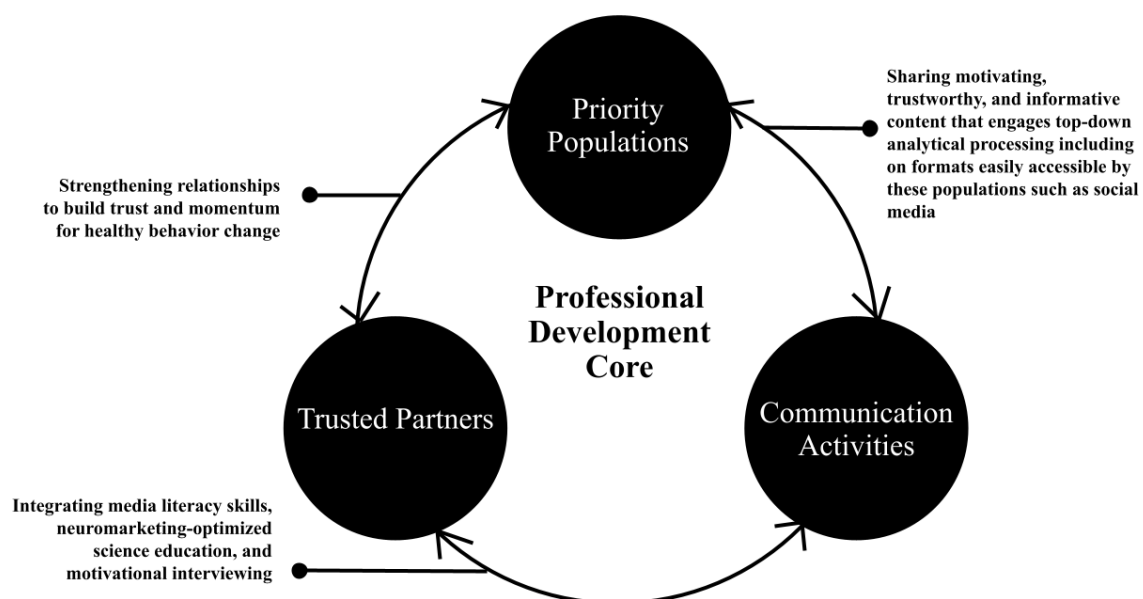 Priority
Populations
Sharing motivating,
trustworthy, and informative
content that engages top-down
analytical processing including
on formats easily accessible by
these populations such as social
media
Strengthening relationships
to build trust and momentum
for healthy behavior change
Professional
Development
Core
Trusted Partners
Communication
Activities
Integrating media literacy skills,
neuromarketing-optimized
science education, and
motivational interviewing